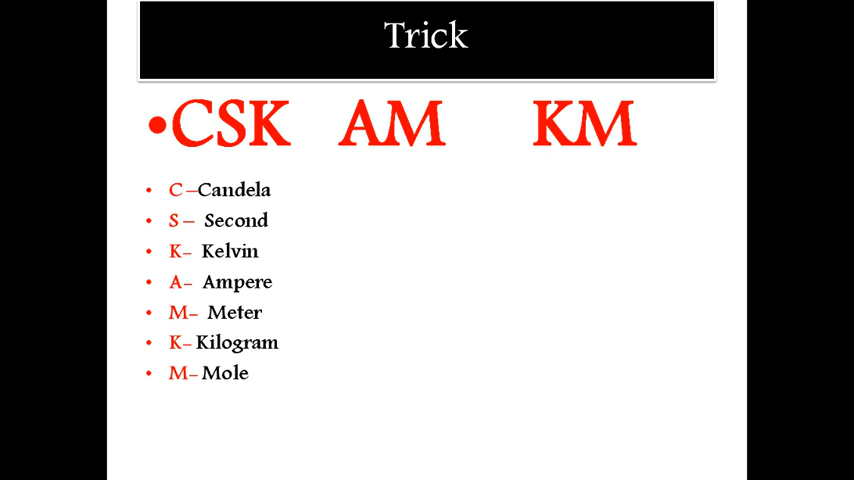 Trick
•CSK AM KM
• C –Candela
• S – Second
• K– Kelvin
• A– Ampere
• M– Meter
• K– Kilogram
• M– Mole